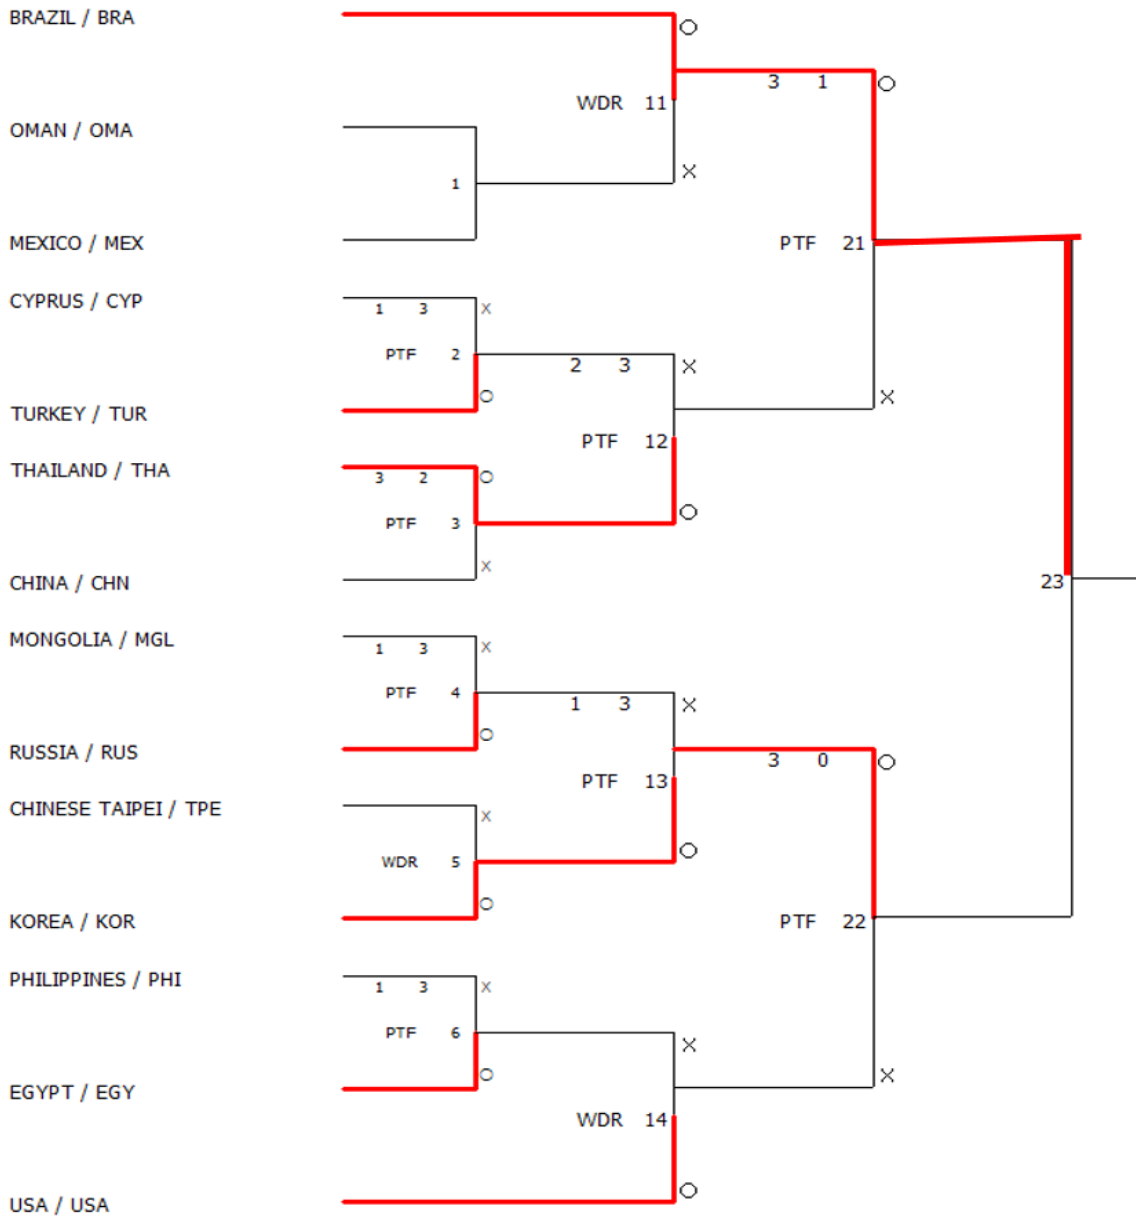 BRAZIL / BRA
O
3 1 O
WDR 11
OMAN / OMA
X
1
MEXICO / MEX
PTF 21
CYPRUS / CYP
1 3 X
PTF 2
2 3 X
O
X
TURKEY / TUR
PTF 12
THAILAND / THA
3 2 O
O
PTF 3
X
CHINA / CHN
23
MONGOLIA / MGL
1 3 X
PTF 4
1 3 X
O
RUSSIA / RUS
3 0 O
PTF 13
CHINESE TAIPEI / TPE
X
O
WDR 5
O
KOREA / KOR
PTF 22
PHILIPPINES / PHI
1 3 X
PTF 6
X
O
X
EGYPT / EGY
WDR 14
O
USA / USA